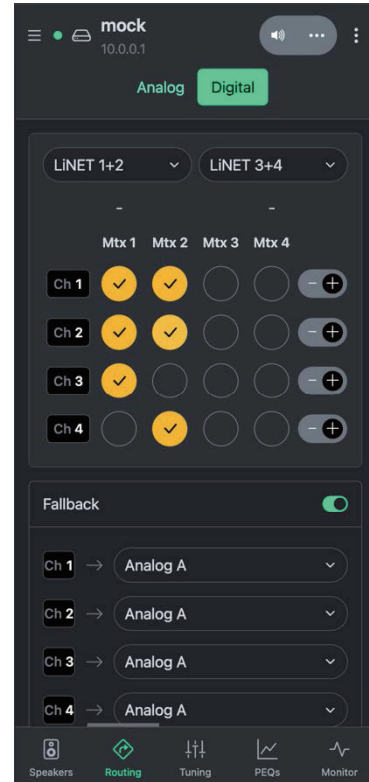 mock
10.0.0.1
Analog Digital
LiNET 1+2 LiNET 3+4
- -
Mtx 1 Mtx 2 Mtx 3 Mtx 4
Ch 1 - +
Ch 2 - +
Ch 3 - +
Ch 4 - +
Fallback
Ch 1 → Analog A
Ch 2 → Analog A
Ch 3 → Analog A
Ch 4 → Analog A
Speakers Routing Tuning PEQs Monitor